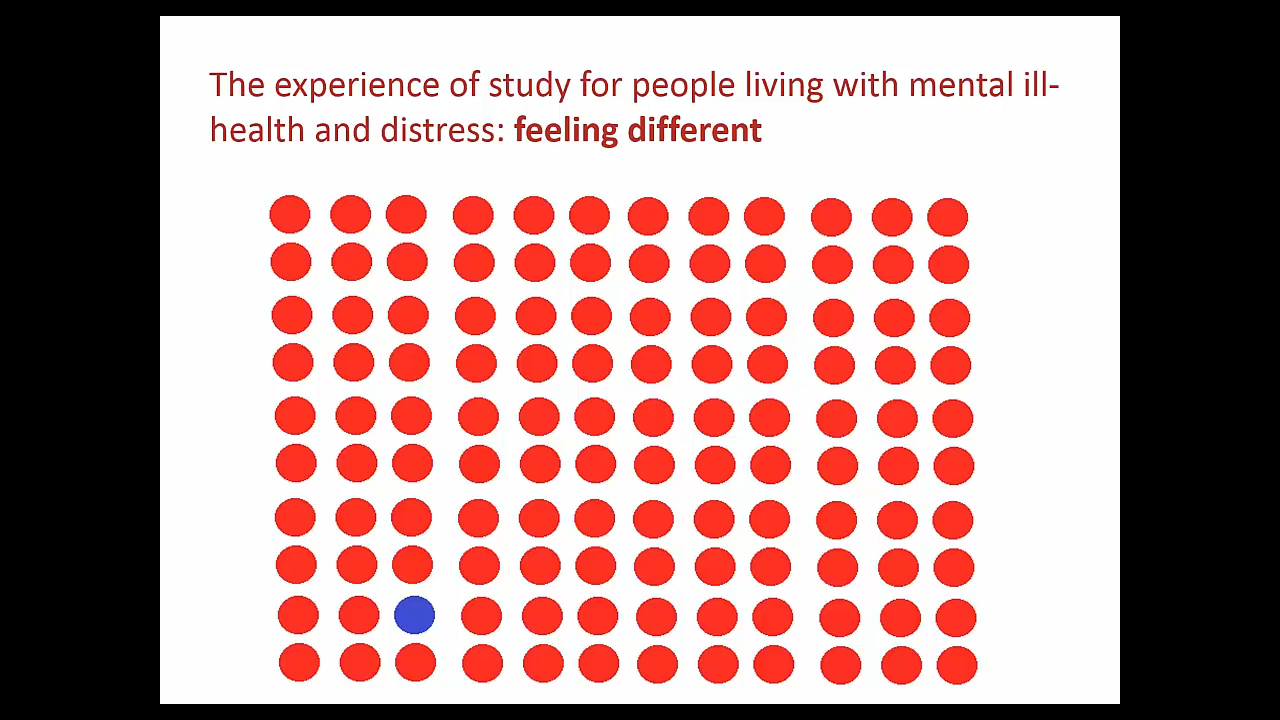 The experience of study for people living with mental ill-
health and distress: feeling different